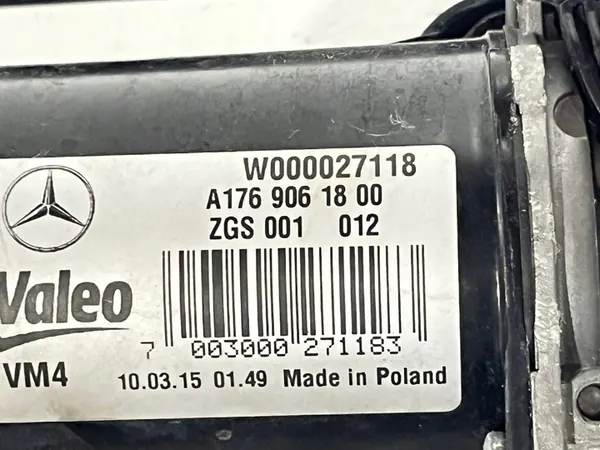 W000027118
A176 906 18 00
ZGS 001 012
Valeo
7 003000 271183
VM4
10.03.15 01.49 Made in Poland